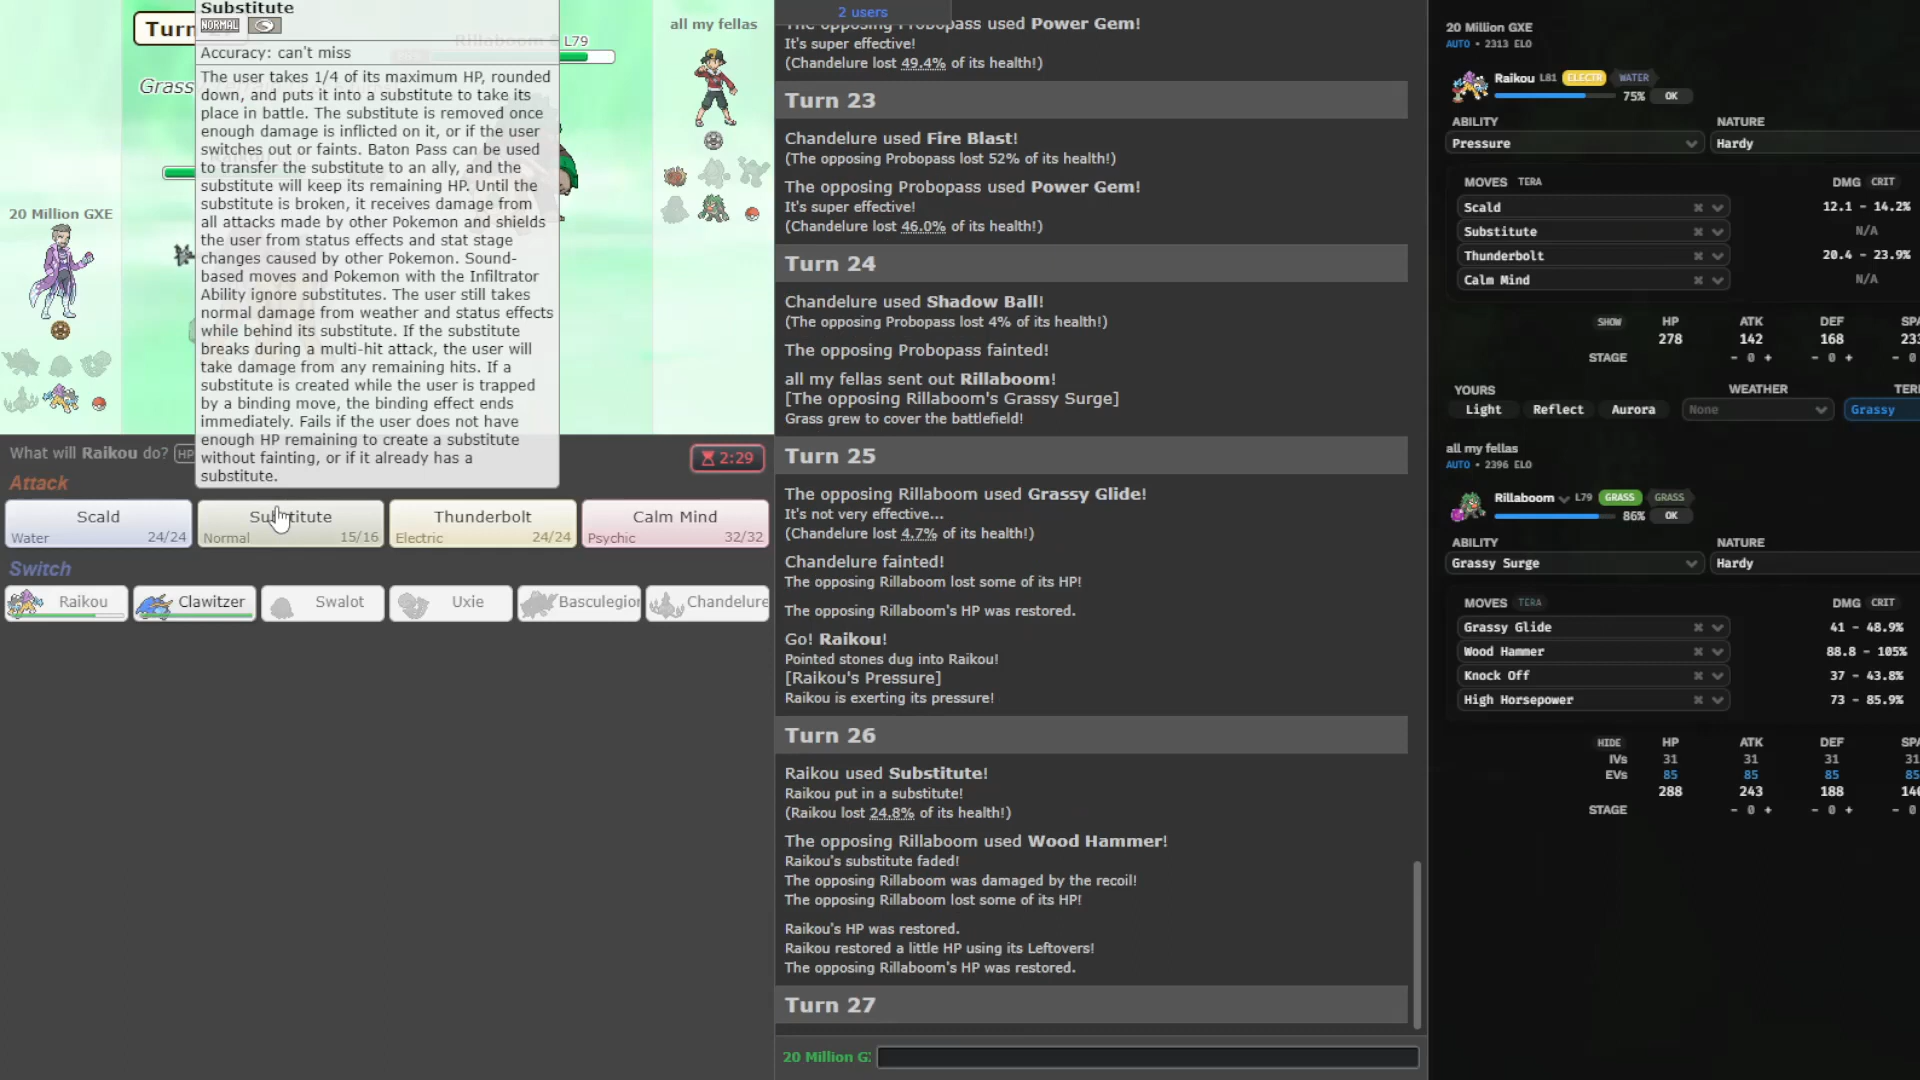 Turn
Substitute
NORMAL
Accuracy: can't miss
The user takes 1/4 of its maximum HP, rounded
down, and puts it into a substitute to take its
place in battle. The substitute is removed once
enough damage is inflicted on it, or if the user
switches out or faints. Baton Pass can be used
to transfer the substitute to an ally, and the
substitute will keep its remaining HP. Until the
substitute is broken, it receives damage from
all attacks made by other Pokemon and shields
the user from status effects and stat stage
changes caused by other Pokemon. Sound-
based moves and Pokemon with the Infiltrator
Ability ignore substitutes. The user still takes
normal damage from weather and status effects
while behind its substitute. If the substitute
breaks during a multi-hit attack, the user will
take damage from any remaining hits. If a
substitute is created while the user is trapped
by a binding move, the binding effect ends
immediately. Fails if the user does not have
enough HP remaining to create a substitute
without fainting, or if it already has a
substitute.
Grass
Rillaboom L79
all my fellas
20 Million GXE
What will Raikou do? HP
2:29
Attack
Scald
Water 24/24
Substitute
Normal 15/16
Thunderbolt
Electric 24/24
Calm Mind
Psychic 32/32
Switch
Raikou
Clawitzer
Swalot
Uxie
Basculegion
Chandelure
2 users
The opposing Probopass used Power Gem!
It's super effective!
(Chandelure lost 49.4% of its health!)
Turn 23
Chandelure used Fire Blast!
(The opposing Probopass lost 52% of its health!)
The opposing Probopass used Power Gem!
It's super effective!
(Chandelure lost 46.0% of its health!)
Turn 24
Chandelure used Shadow Ball!
(The opposing Probopass lost 4% of its health!)
The opposing Probopass fainted!
all my fellas sent out Rillaboom!
[The opposing Rillaboom's Grassy Surge]
Grass grew to cover the battlefield!
Turn 25
The opposing Rillaboom used Grassy Glide!
It's not very effective...
(Chandelure lost 4.7% of its health!)
Chandelure fainted!
The opposing Rillaboom lost some of its HP!
The opposing Rillaboom's HP was restored.
Go! Raikou!
Pointed stones dug into Raikou!
[Raikou's Pressure]
Raikou is exerting its pressure!
Turn 26
Raikou used Substitute!
Raikou put in a substitute!
(Raikou lost 24.8% of its health!)
The opposing Rillaboom used Wood Hammer!
Raikou's substitute faded!
The opposing Rillaboom was damaged by the recoil!
The opposing Rillaboom lost some of its HP!
Raikou's HP was restored.
Raikou restored a little HP using its Leftovers!
The opposing Rillaboom's HP was restored.
Turn 27
20 Million G:
20 Million GXE
AUTO • 2313 ELO
Raikou L81 ELECTR WATER
75% OK
ABILITY NATURE
Pressure Hardy
MOVES TERA DMG CRIT
Scald 12.1 - 14.2%
Substitute N/A
Thunderbolt 20.4 - 23.9%
Calm Mind N/A
SHOW HP ATK DEF SPA
278 142 168 233
STAGE - 0 + - 0 + - 0
YOURS WEATHER TERR
Light Reflect Aurora None Grassy
all my fellas
AUTO • 2396 ELO
Rillaboom L79 GRASS GRASS
86% OK
ABILITY NATURE
Grassy Surge Hardy
MOVES TERA DMG CRIT
Grassy Glide 41 - 48.9%
Wood Hammer 88.8 - 105%
Knock Off 37 - 43.8%
High Horsepower 73 - 85.9%
HIDE HP ATK DEF SPA
IVs 31 31 31 31
EVs 85 85 85 85
288 243 188 140
STAGE - 0 + - 0 + - 0